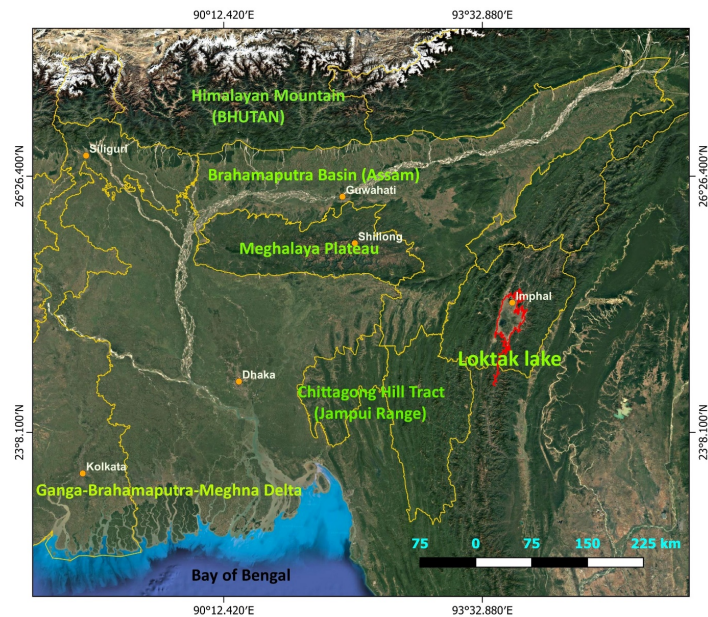 90°12.420′E
93°32.880′E
Himalayan Mountain
(BHUTAN)
Siliguri
26°26.400′N
26°26.400′N
Brahamaputra Basin (Assam)
Guwahati
Shillong
Meghalaya Plateau
Imphal
Loktak lake
Dhaka
Chittagong Hill Tract
(Jampui Range)
23°8.100′N
23°8.100′N
Kolkata
Ganga-Brahamaputra-Meghna Delta
75 0 75 150 225 km
Bay of Bengal
90°12.420′E
93°32.880′E